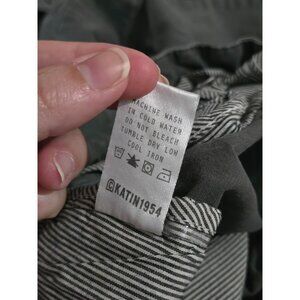 MACHINE WASH
IN COLD WATER
DO NOT BLEACH
TUMBLE DRY LOW
COOL IRON
©KATIN1954